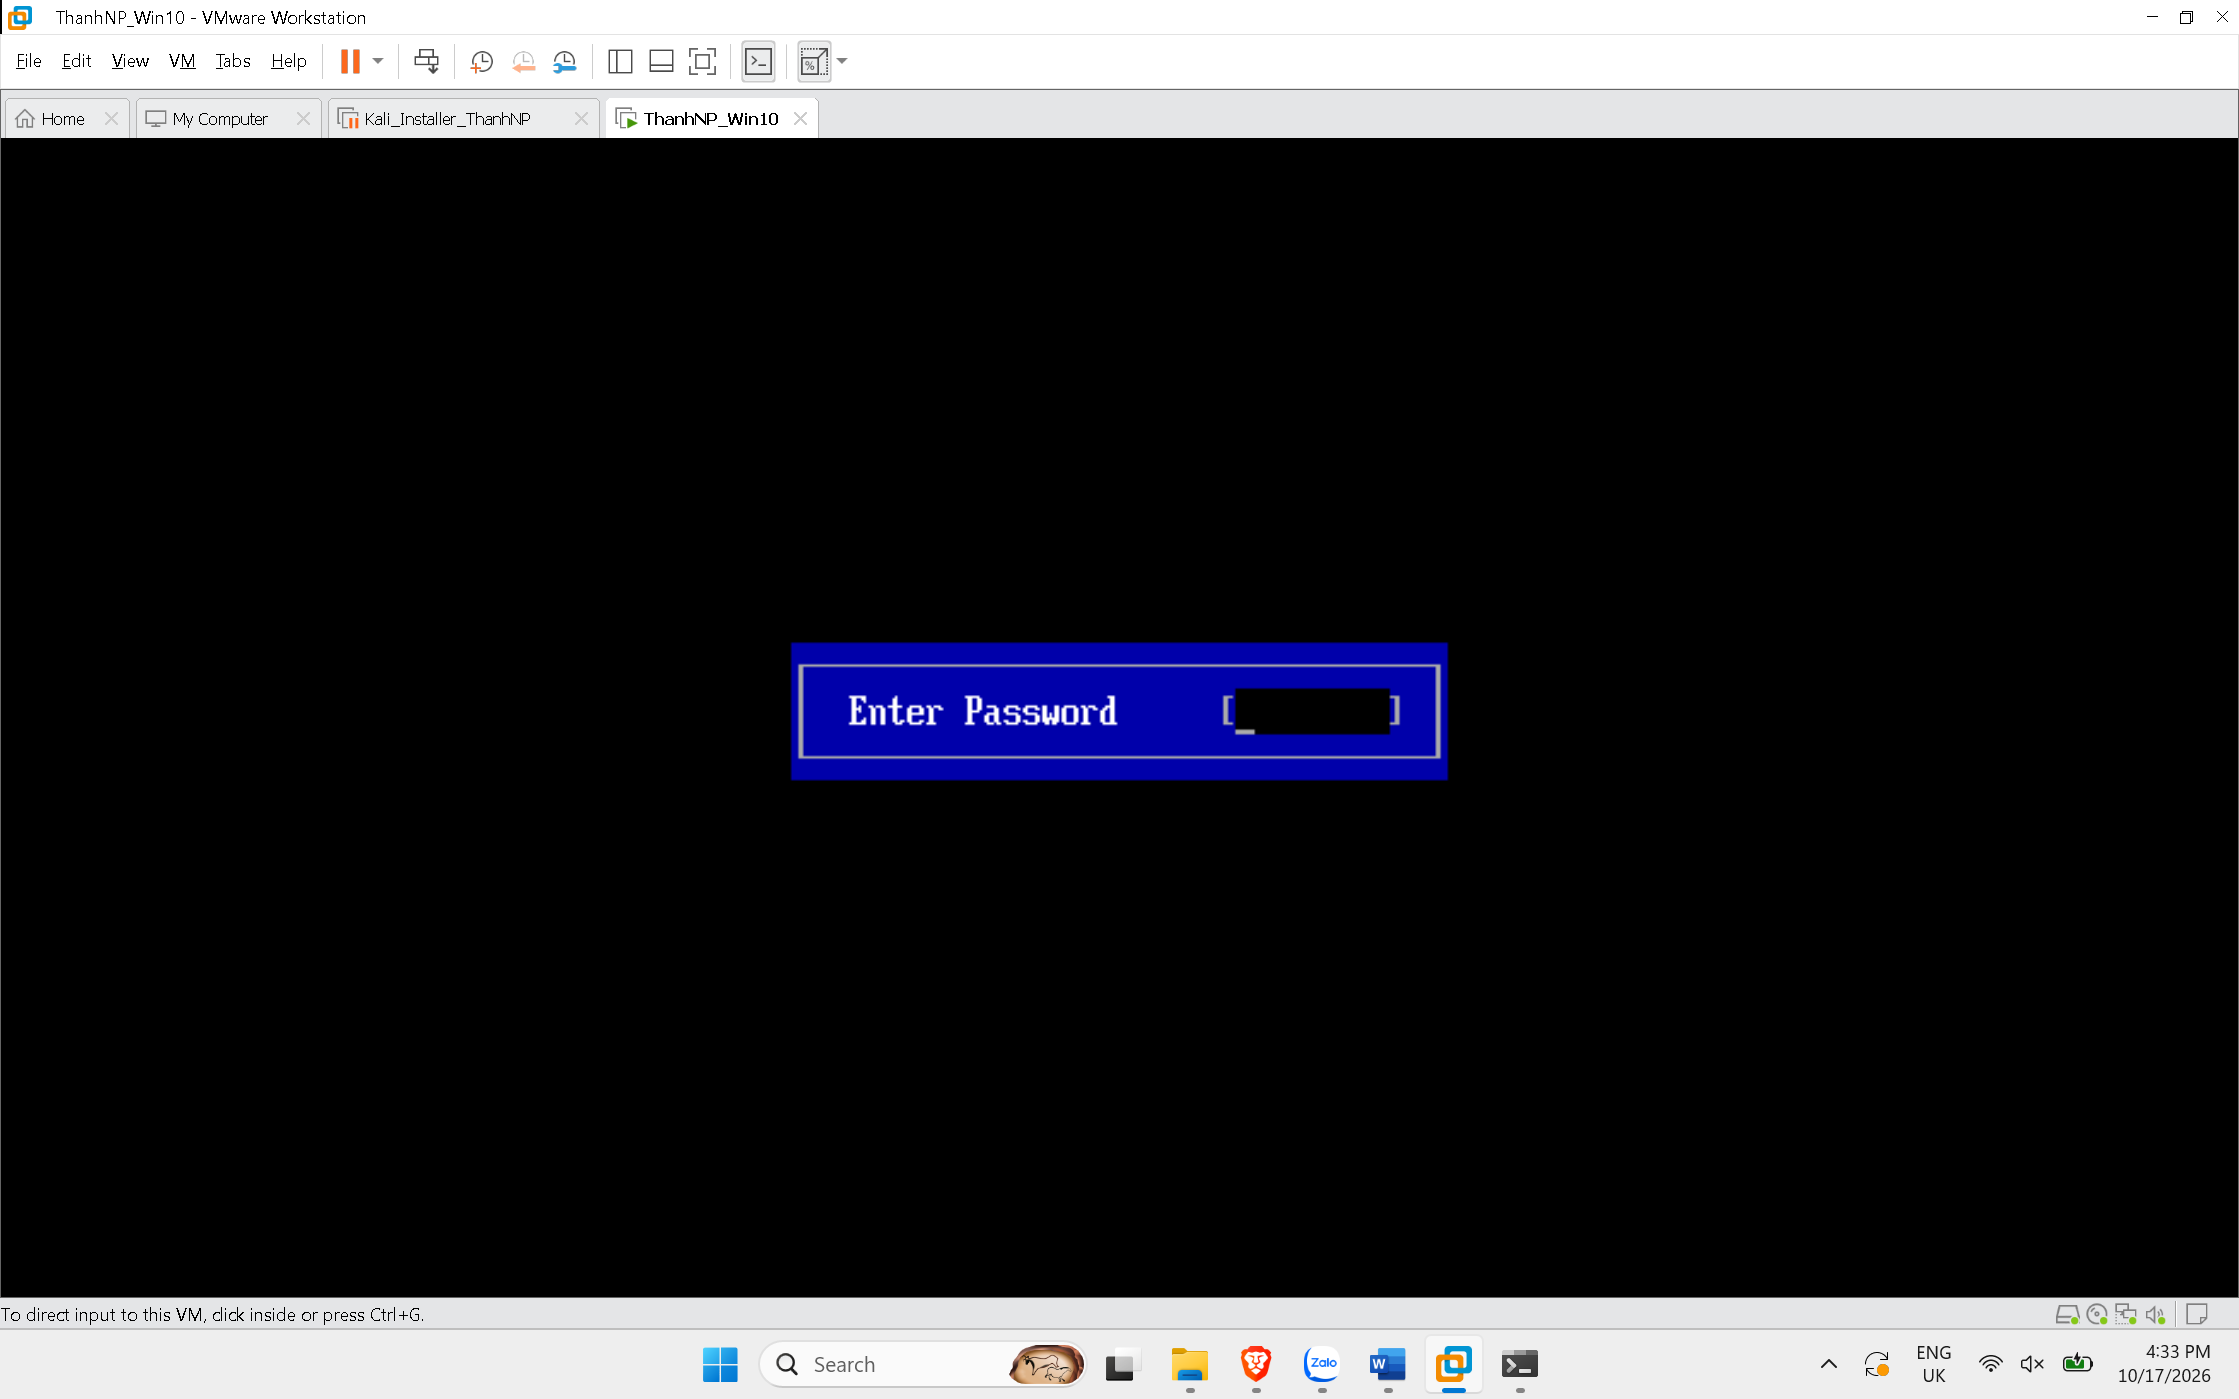 ThanhNP_Win10 - VMware Workstation
File Edit View VM Tabs Help
Home My Computer Kali_Installer_ThanhNP ThanhNP_Win10
Enter Password [ ]
To direct input to this VM, click inside or press Ctrl+G.
Search
Zalo
W
ENG
UK
4:33 PM
10/17/2026